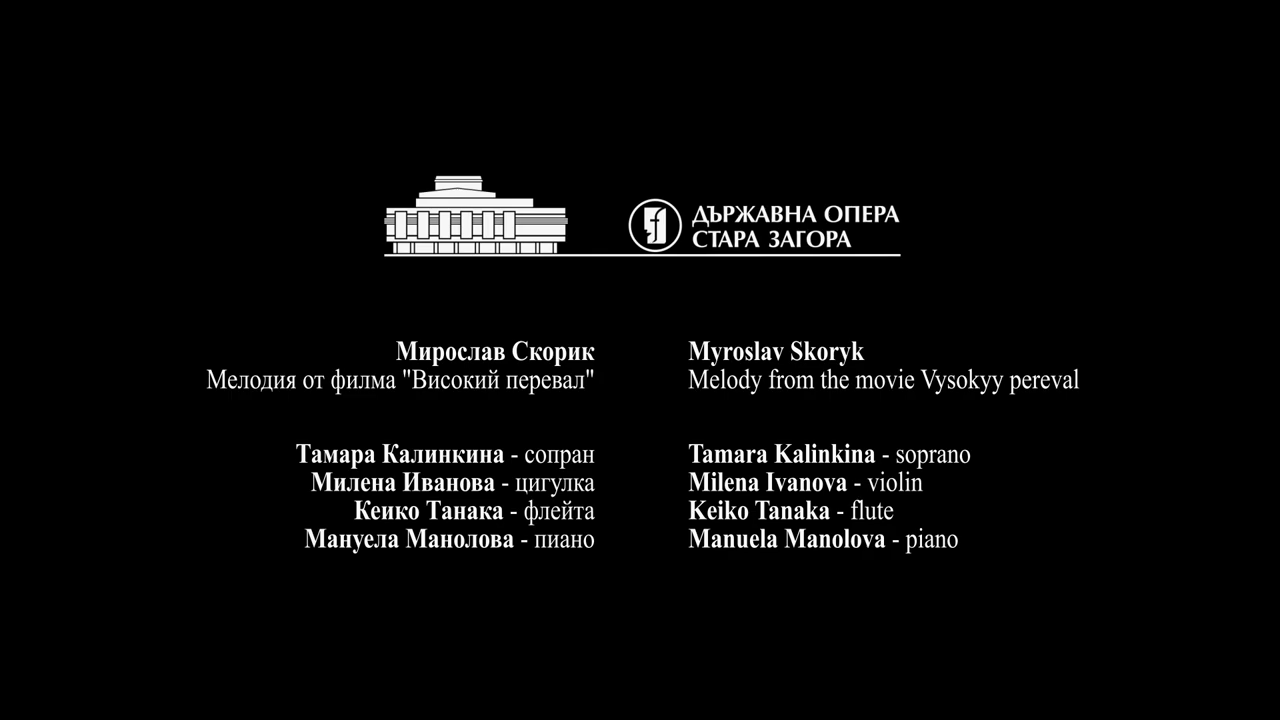 ДЪРЖАВНА ОПЕРА
СТАРА ЗАГОРА
Мирослав Скорик
Мелодия от филма "Високий перевал"
Тамара Калинкина - сопран
Милена Иванова - цигулка
Кеико Танака - флейта
Мануела Манолова - пиано
Myroslav Skoryk
Melody from the movie Vysokyy pereval
Tamara Kalinkina - soprano
Milena Ivanova - violin
Keiko Tanaka - flute
Manuela Manolova - piano